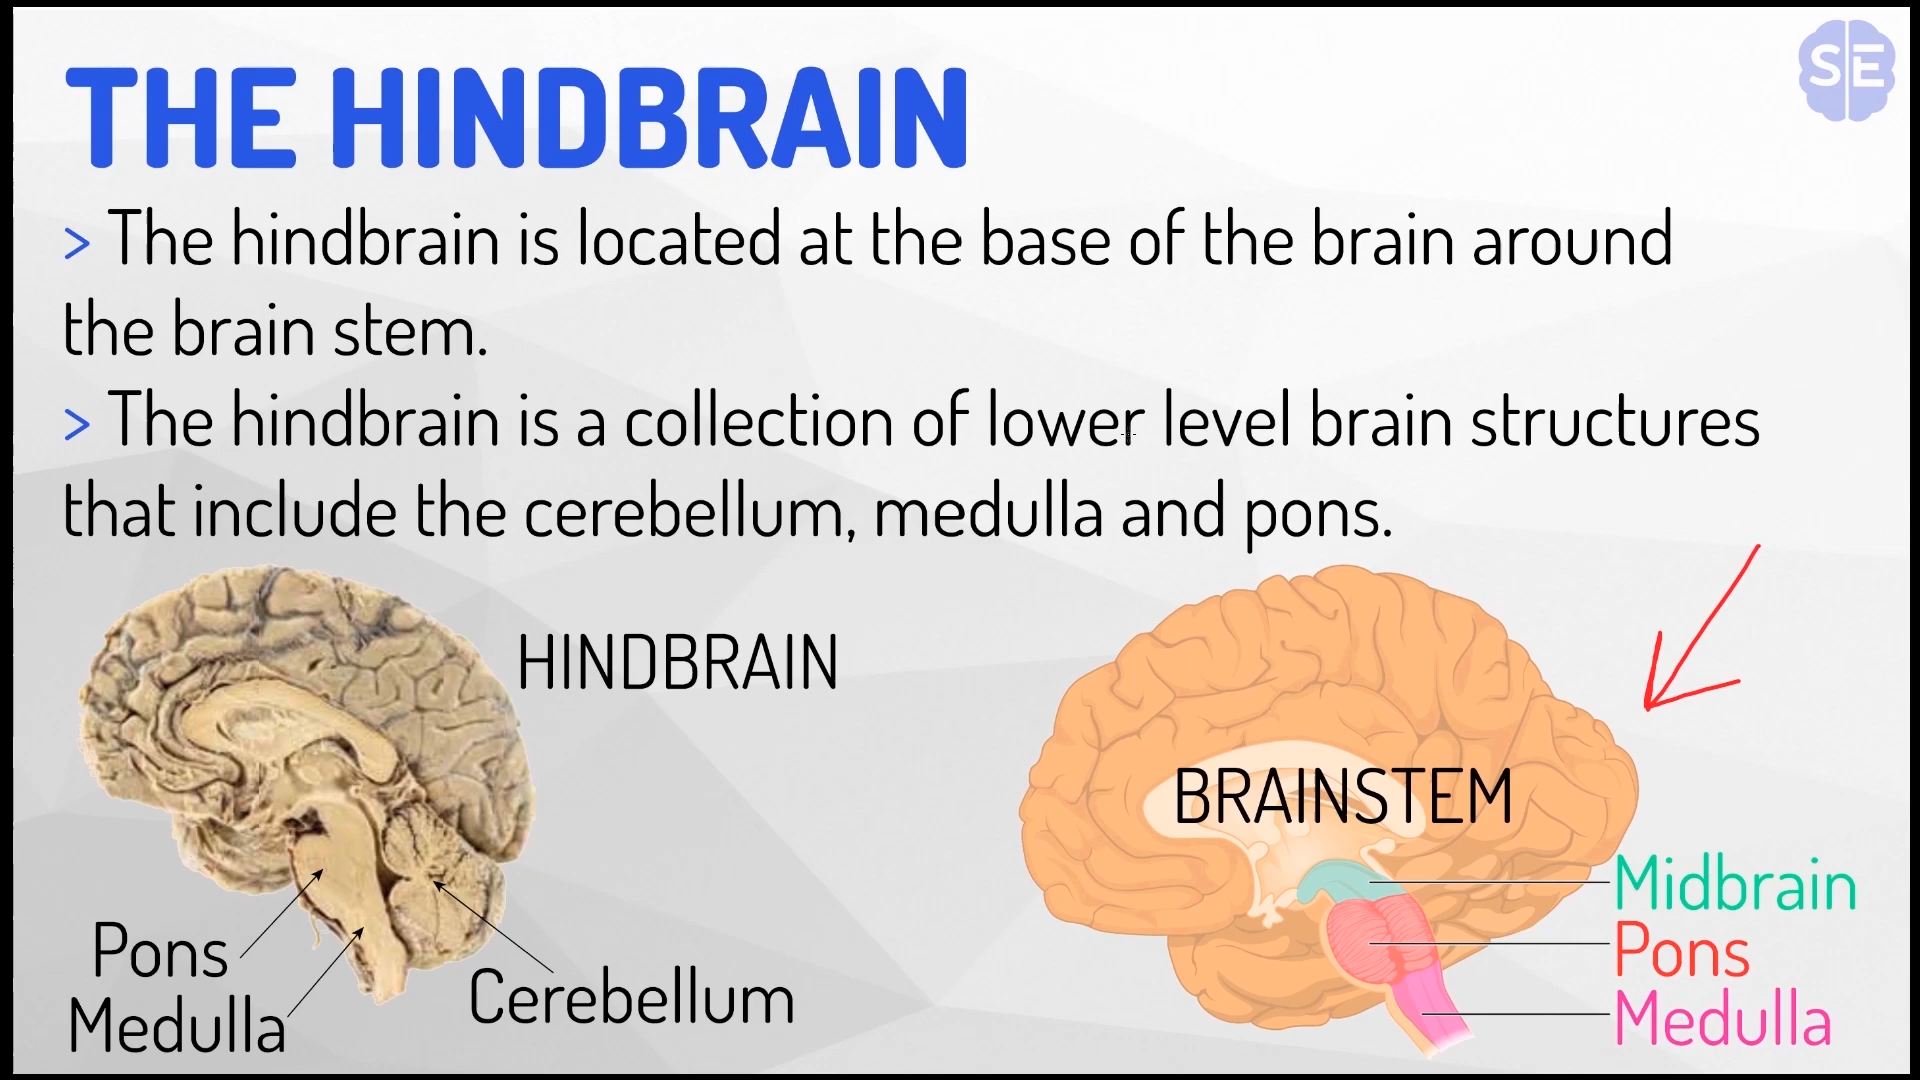 SE
THE HINDBRAIN
> The hindbrain is located at the base of the brain around
the brain stem.
> The hindbrain is a collection of lower level brain structures
that include the cerebellum, medulla and pons.
HINDBRAIN
Pons
Medulla
Cerebellum
BRAINSTEM
Midbrain
Pons
Medulla